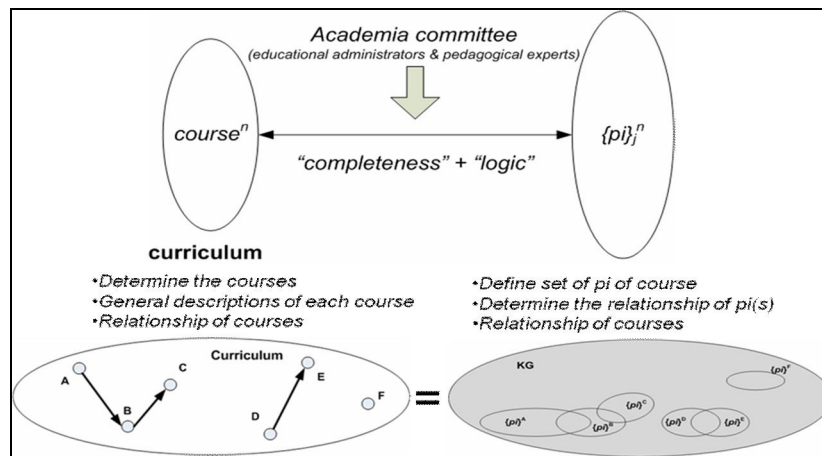 Academia committee
(educational administrators & pedagogical experts)
course^n
{pi}_j^n
“completeness” + “logic”
curriculum
•Determine the courses
•General descriptions of each course
•Relationship of courses
•Define set of pi of course
•Determine the relationship of pi(s)
•Relationship of courses
Curriculum
A
B
C
D
E
F
=
KG
{pi}^A
{pi}^B
{pi}^C
{pi}^D
{pi}^E
{pi}^F